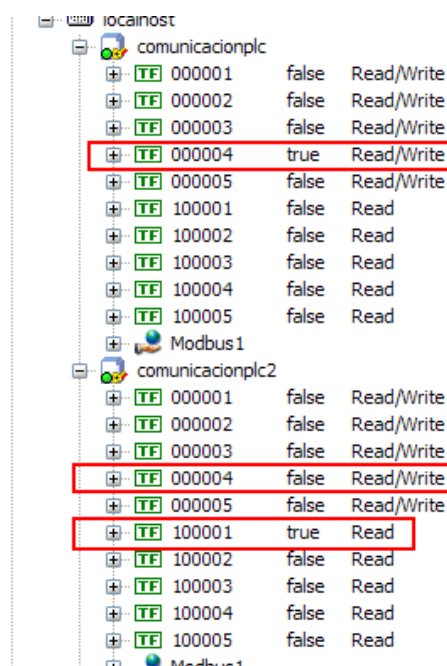 localhost
comunicacionplc
TF 000001 false Read/Write
TF 000002 false Read/Write
TF 000003 false Read/Write
TF 000004 true Read/Write
TF 000005 false Read/Write
TF 100001 false Read
TF 100002 false Read
TF 100003 false Read
TF 100004 false Read
TF 100005 false Read
Modbus1
comunicacionplc2
TF 000001 false Read/Write
TF 000002 false Read/Write
TF 000003 false Read/Write
TF 000004 false Read/Write
TF 000005 false Read/Write
TF 100001 true Read
TF 100002 false Read
TF 100003 false Read
TF 100004 false Read
TF 100005 false Read
Modbus1